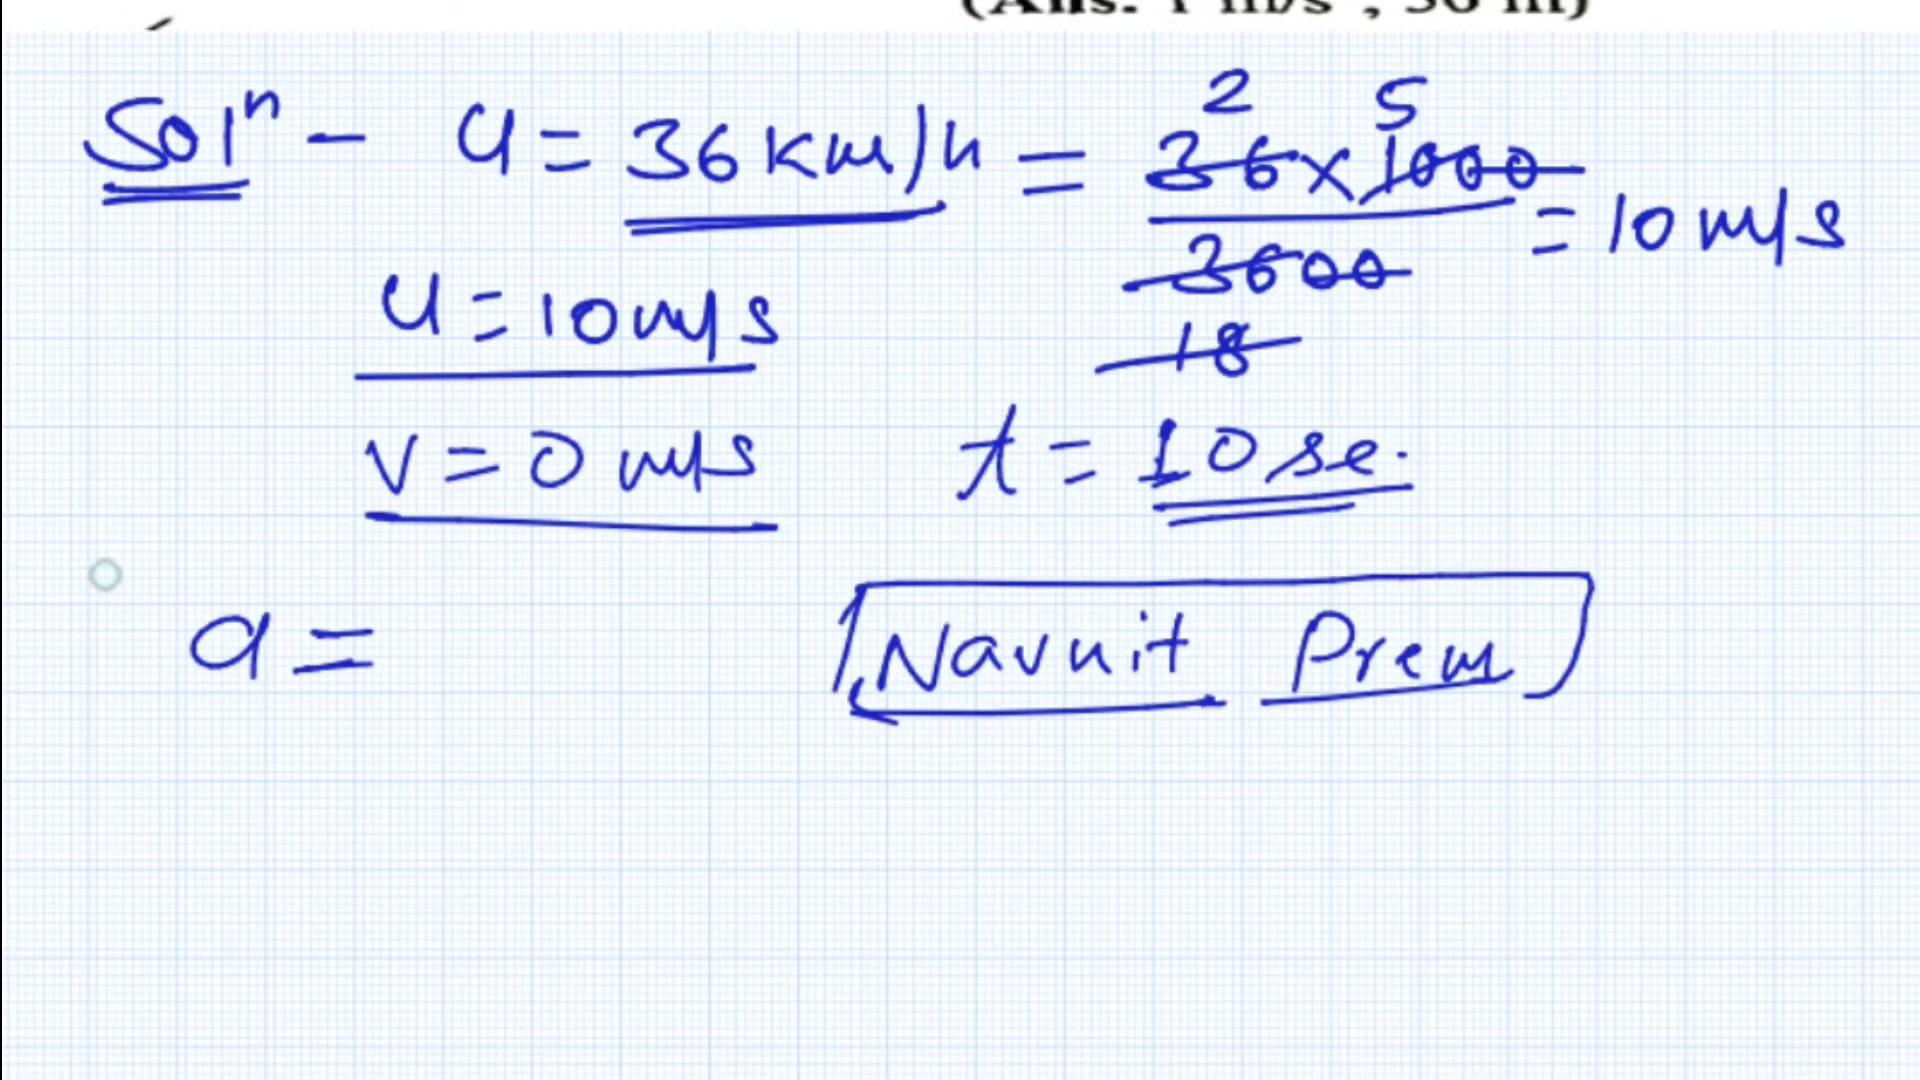 Solⁿ - u = 36 km/h = 36 x 1000 = 10 m/s
2 5
3600
18
u = 10 m/s
v = 0 m/s t = 10 se.
a =
Navnit Prem